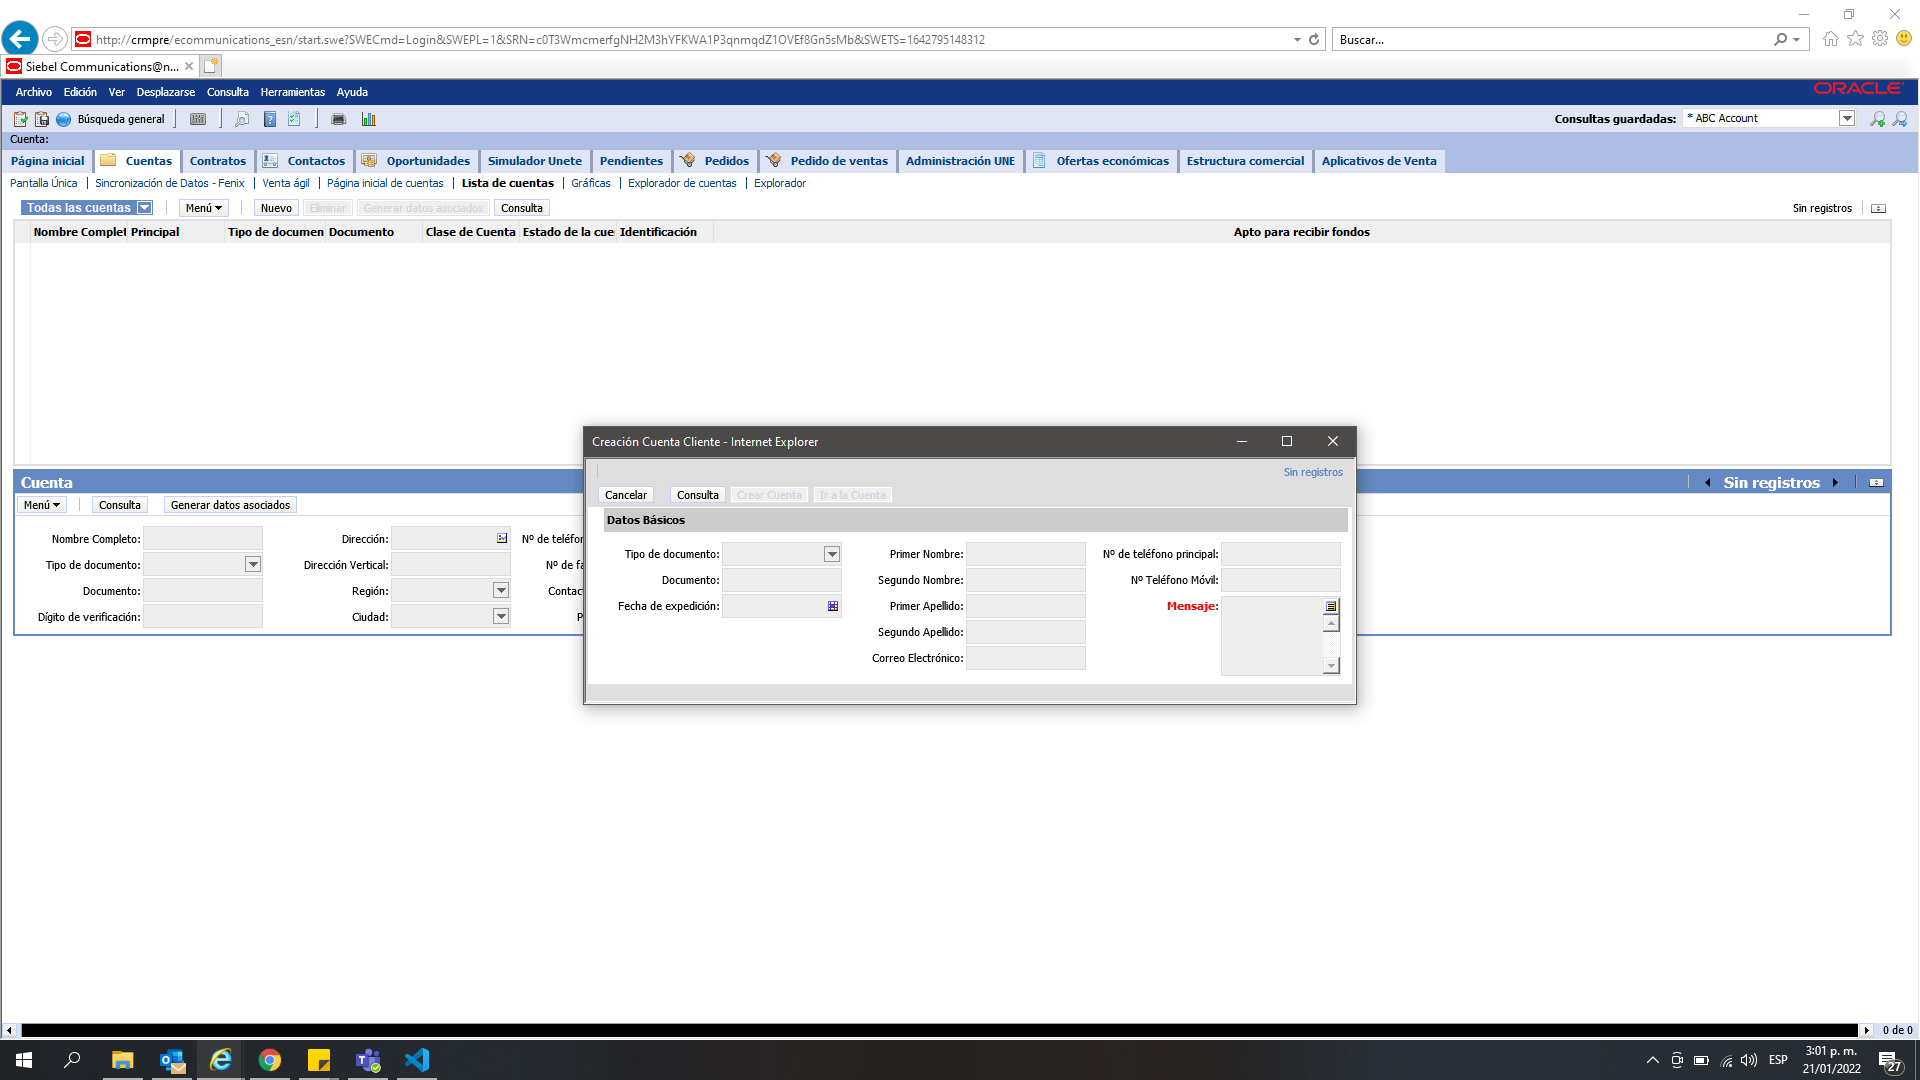 http://crmpre/ecommunications_esn/start.swe?SWECmd=Login&SWEPL=1&SRN=c0T3WmcmerfgNH2M3hYFKWA1P3qnmqdZ1OVEf8Gn5sMb&SWETS=1642795148312
Buscar...
Siebel Communications@n...
Archivo Edición Ver Desplazarse Consulta Herramientas Ayuda
ORACLE
Búsqueda general
Consultas guardadas: * ABC Account
Cuenta:
Página inicial Cuentas Contratos Contactos Oportunidades Simulador Unete Pendientes Pedidos Pedido de ventas Administración UNE Ofertas económicas Estructura comercial Aplicativos de Venta
Pantalla Única Sincronización de Datos - Fenix Venta ágil Página inicial de cuentas Lista de cuentas Gráficas Explorador de cuentas Explorador
Todas las cuentas Menú Nuevo Eliminar Generar datos asociados Consulta Sin registros
Nombre Complet Principal Tipo de documen Documento Clase de Cuenta Estado de la cue Identificación Apto para recibir fondos
Creación Cuenta Cliente - Internet Explorer
Sin registros
Cancelar Consulta Crear Cuenta Ir a la Cuenta
Datos Básicos
Tipo de documento: Primer Nombre: Nº de teléfono principal:
Documento: Segundo Nombre: Nº Teléfono Móvil:
Fecha de expedición: Primer Apellido: Mensaje:
Segundo Apellido:
Correo Electrónico:
Cuenta Sin registros
Menú Consulta Generar datos asociados
Nombre Completo: Dirección: Nº de teléfor
Tipo de documento: Dirección Vertical: Nº de fa
Documento: Región: Contac
Dígito de verificación: Ciudad: P
0 de 0
ESP
3:01 p. m.
21/01/2022
27